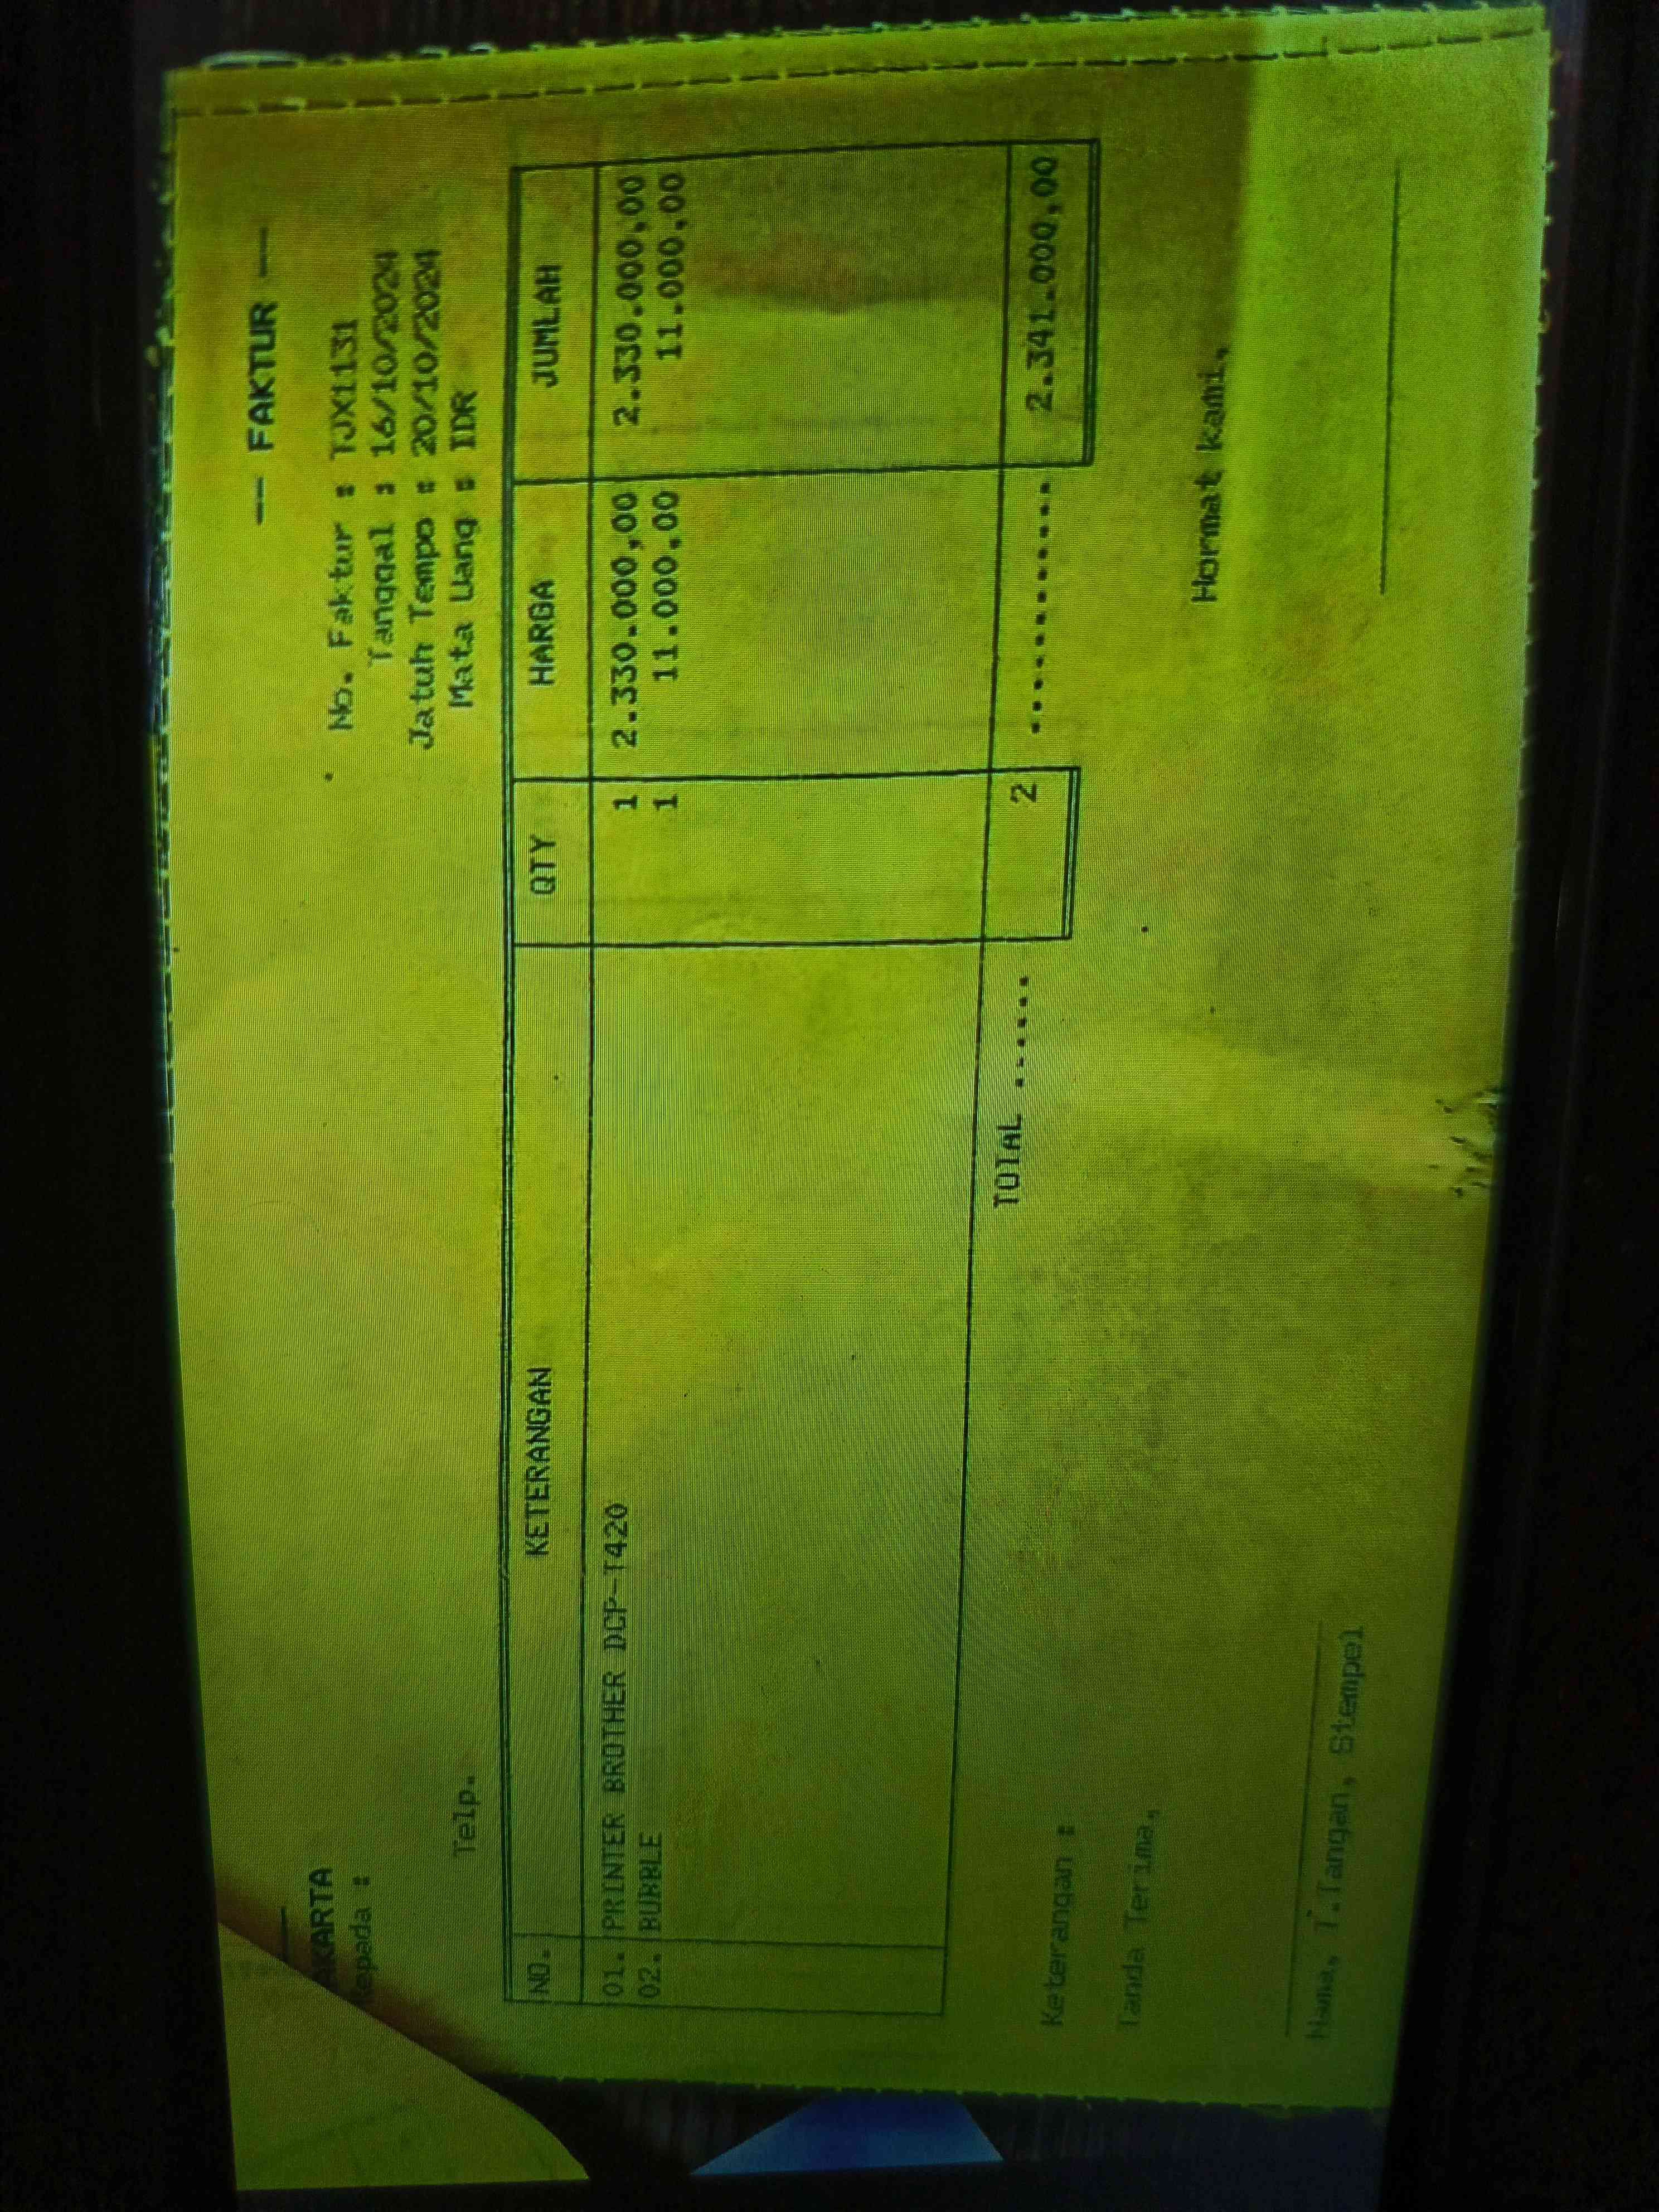 — FAKTUR —
AKARTA
Kepada :
No. Faktur : TJX1131
Tanggal : 16/10/2024
Jatuh Tempo : 20/10/2024
Telp.
Mata Uang : IDR
NO. KETERANGAN QTY HARGA JUMLAH
01. PRINTER BROTHER DCP-T420 1 2.330.000,00 2.330.000,00
02. BUBBLE 1 11.000,00 11.000,00
TOTAL ...... 2 ............ 2.341.000,00
Keterangan :
Tanda Terima,
Hormat kami,
Nama, T.Tangan, Stempel